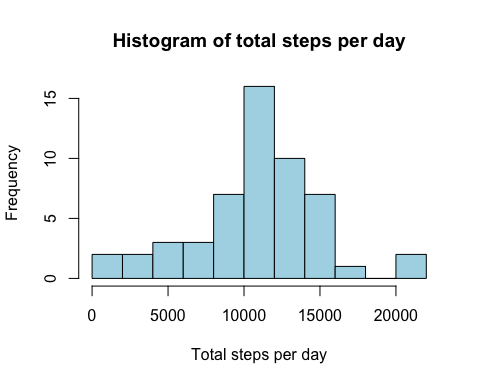 Histogram of total steps per day
Frequency
15
10
5
0
0 5000 10000 15000 20000
Total steps per day